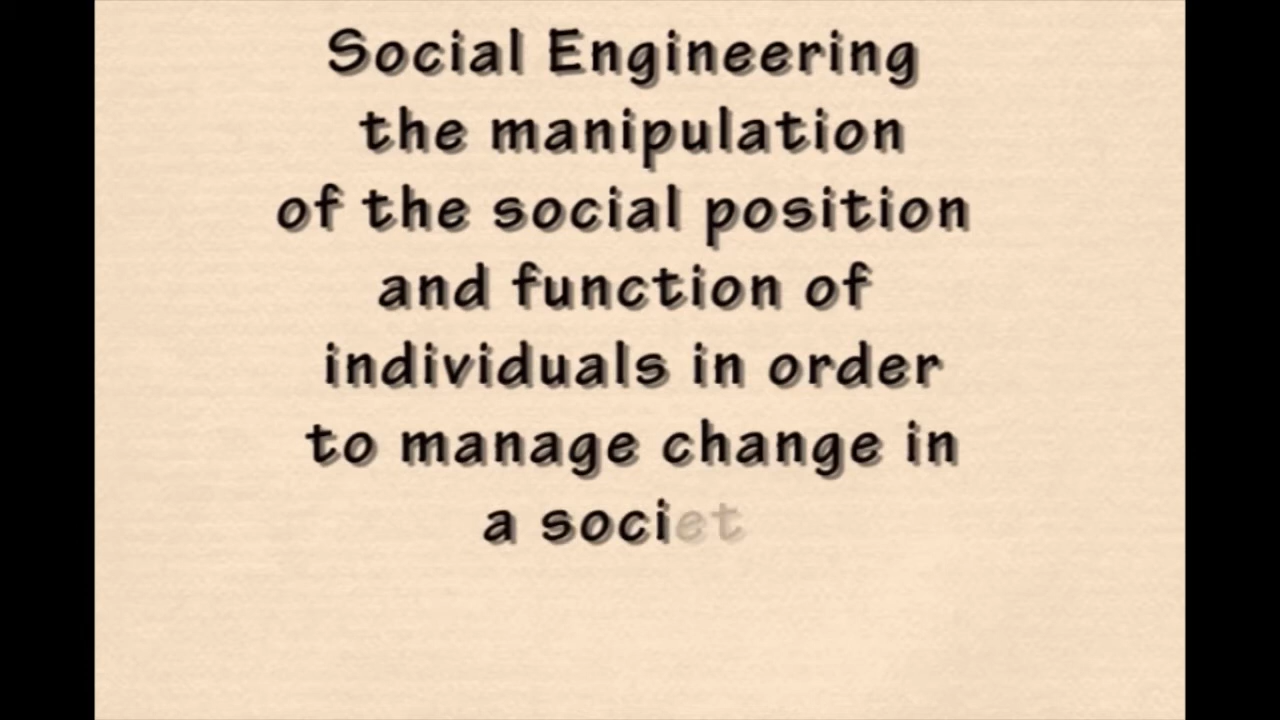 Social Engineering
the manipulation
of the social position
and function of
individuals in order
to manage change in
a societ